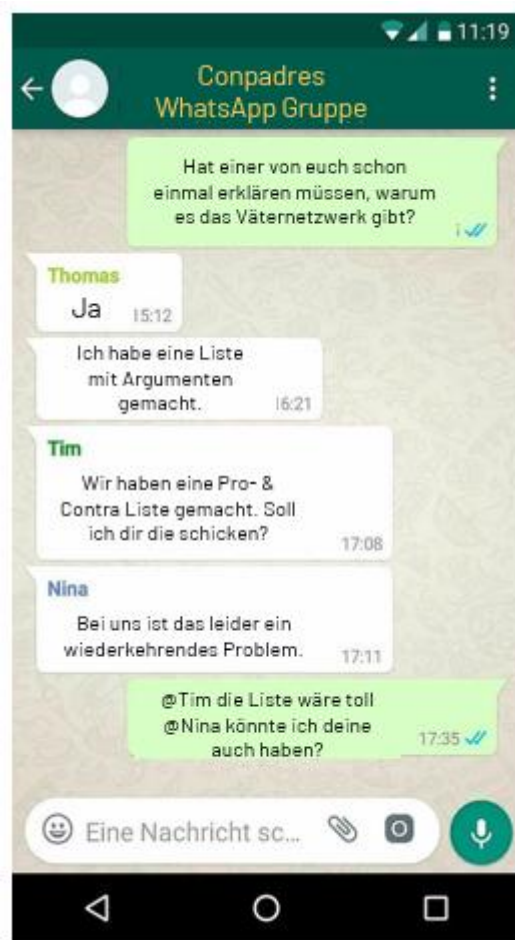 11:19
Conpadres
WhatsApp Gruppe
Hat einer von euch schon
einmal erklären müssen, warum
es das Väternetzwerk gibt?
Thomas
Ja 15:12
Ich habe eine Liste
mit Argumenten
gemacht. 16:21
Tim
Wir haben eine Pro- &
Contra Liste gemacht. Soll
ich dir die schicken?
17:08
Nina
Bei uns ist das leider ein
wiederkehrendes Problem.
17:11
@Tim die Liste wäre toll
@Nina könnte ich deine
auch haben?
17:35
Eine Nachricht sc...